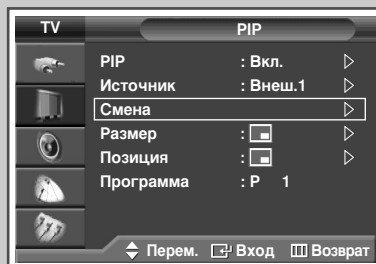 TV PIP
PIP : Вкл.
Источник : Внеш.1
Смена
Размер :
Позиция :
Программа : P 1
Перем. Вход Возврат